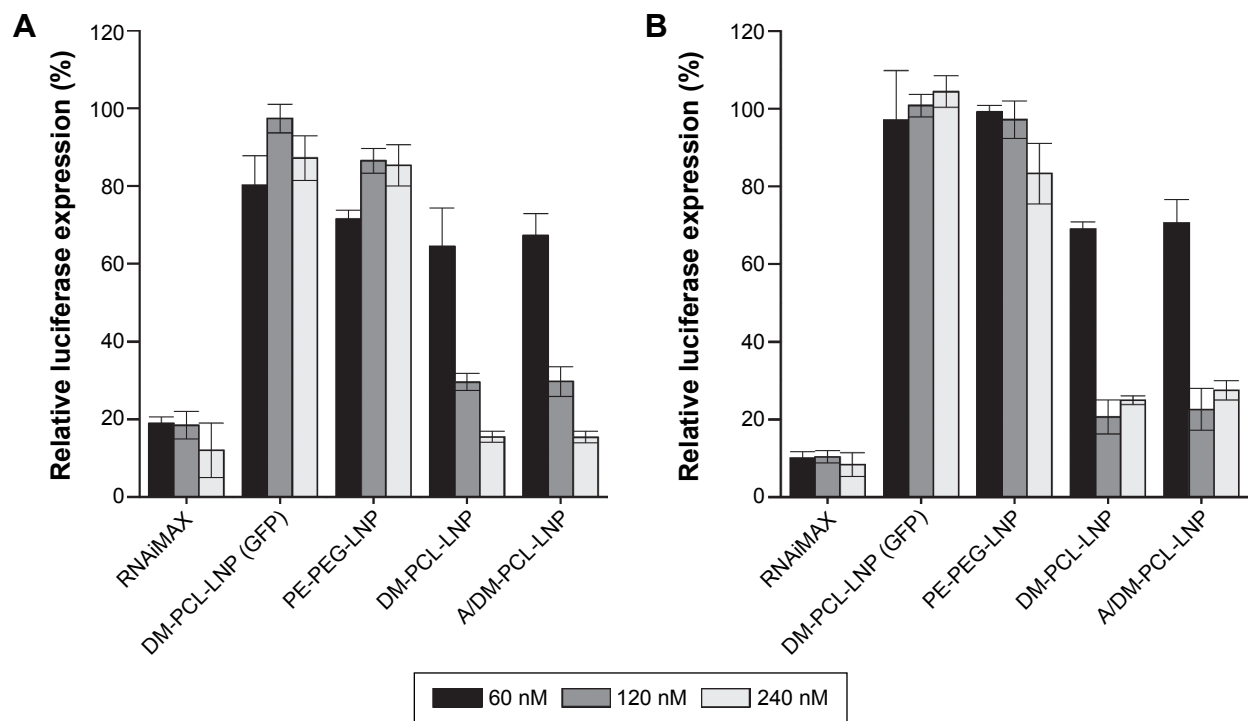 A
Relative luciferase expression (%)
120
100
80
60
40
20
0
RNAiMAX
DM-PCL-LNP (GFP)
PE-PEG-LNP
DM-PCL-LNP
A/DM-PCL-LNP
B
Relative luciferase expression (%)
120
100
80
60
40
20
0
RNAiMAX
DM-PCL-LNP (GFP)
PE-PEG-LNP
DM-PCL-LNP
A/DM-PCL-LNP
60 nM 120 nM 240 nM